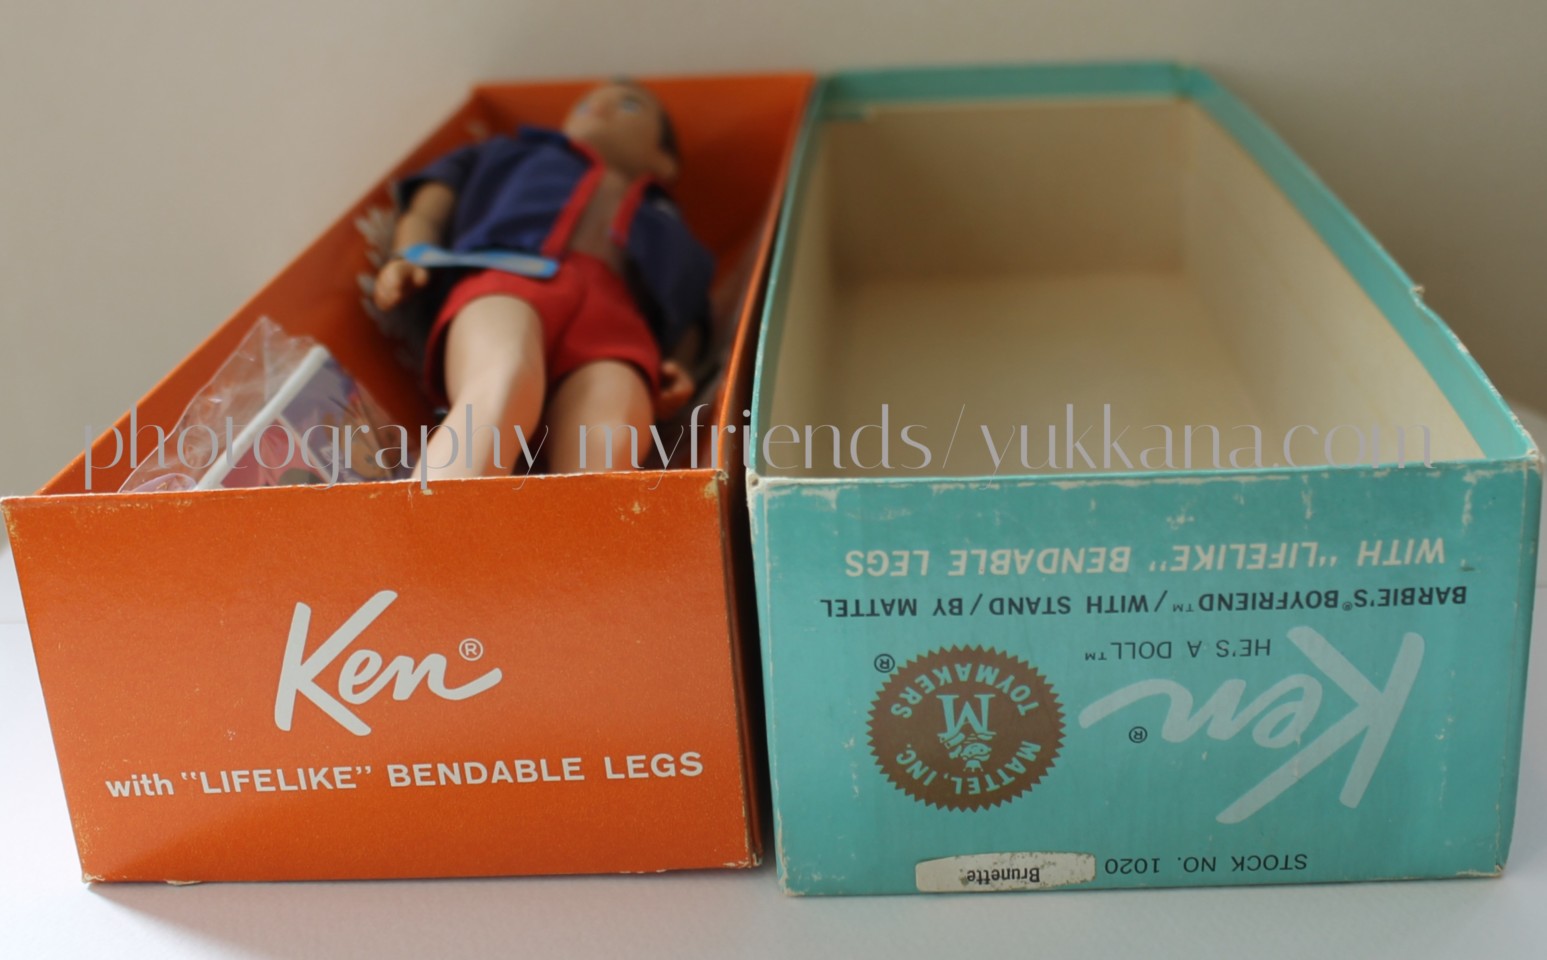 photography myfriends/yukkana.com
Ken®
with "LIFELIKE" BENDABLE LEGS
STOCK NO. 1020 Brunette
Ken®
HE'S A DOLL™
MATTEL, INC. TOYMAKERS ®
M
BARBIE'S® BOYFRIEND™/WITH STAND/BY MATTEL
WITH "LIFELIKE" BENDABLE LEGS